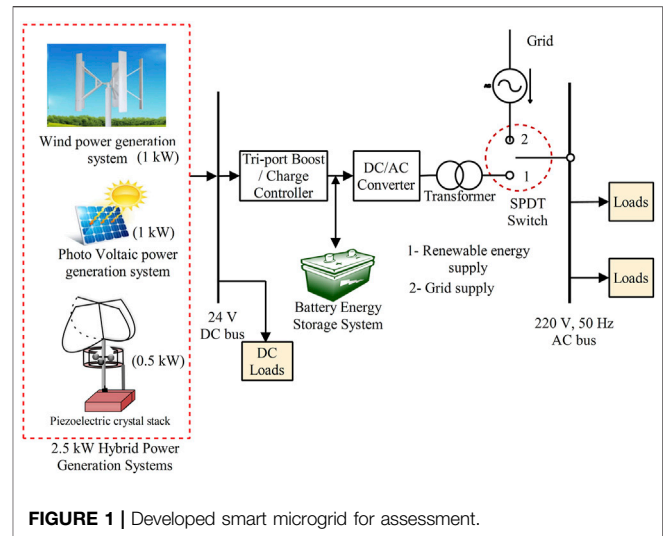 Wind power generation
system (1 kW)
(1 kW)
Photo Voltaic power
generation system
(0.5 kW)
Piezoelectric crystal stack
2.5 kW Hybrid Power
Generation Systems
24 V
DC bus
DC
Loads
Tri-port Boost
/ Charge
Controller
Battery Energy
Storage System
DC/AC
Converter
Transformer
1- Renewable energy
supply
2- Grid supply
Grid
2
1
SPDT
Switch
Loads
Loads
220 V, 50 Hz
AC bus
FIGURE 1 | Developed smart microgrid for assessment.